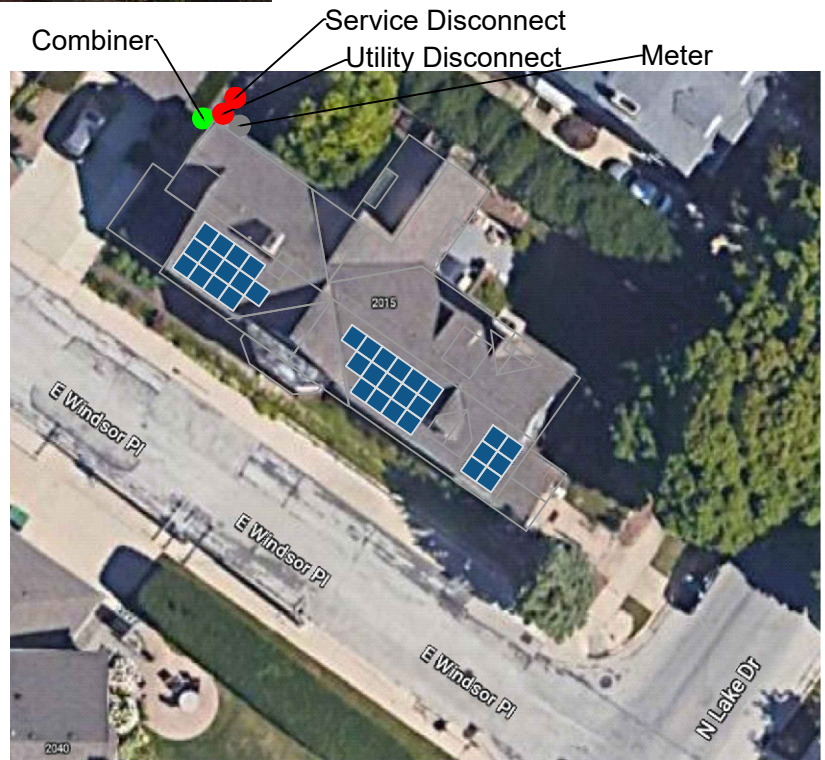 Service Disconnect
Combiner
Utility Disconnect
Meter
2015
E Windsor Pl
E Windsor Pl
E Windsor Pl
N Lake Dr
2040